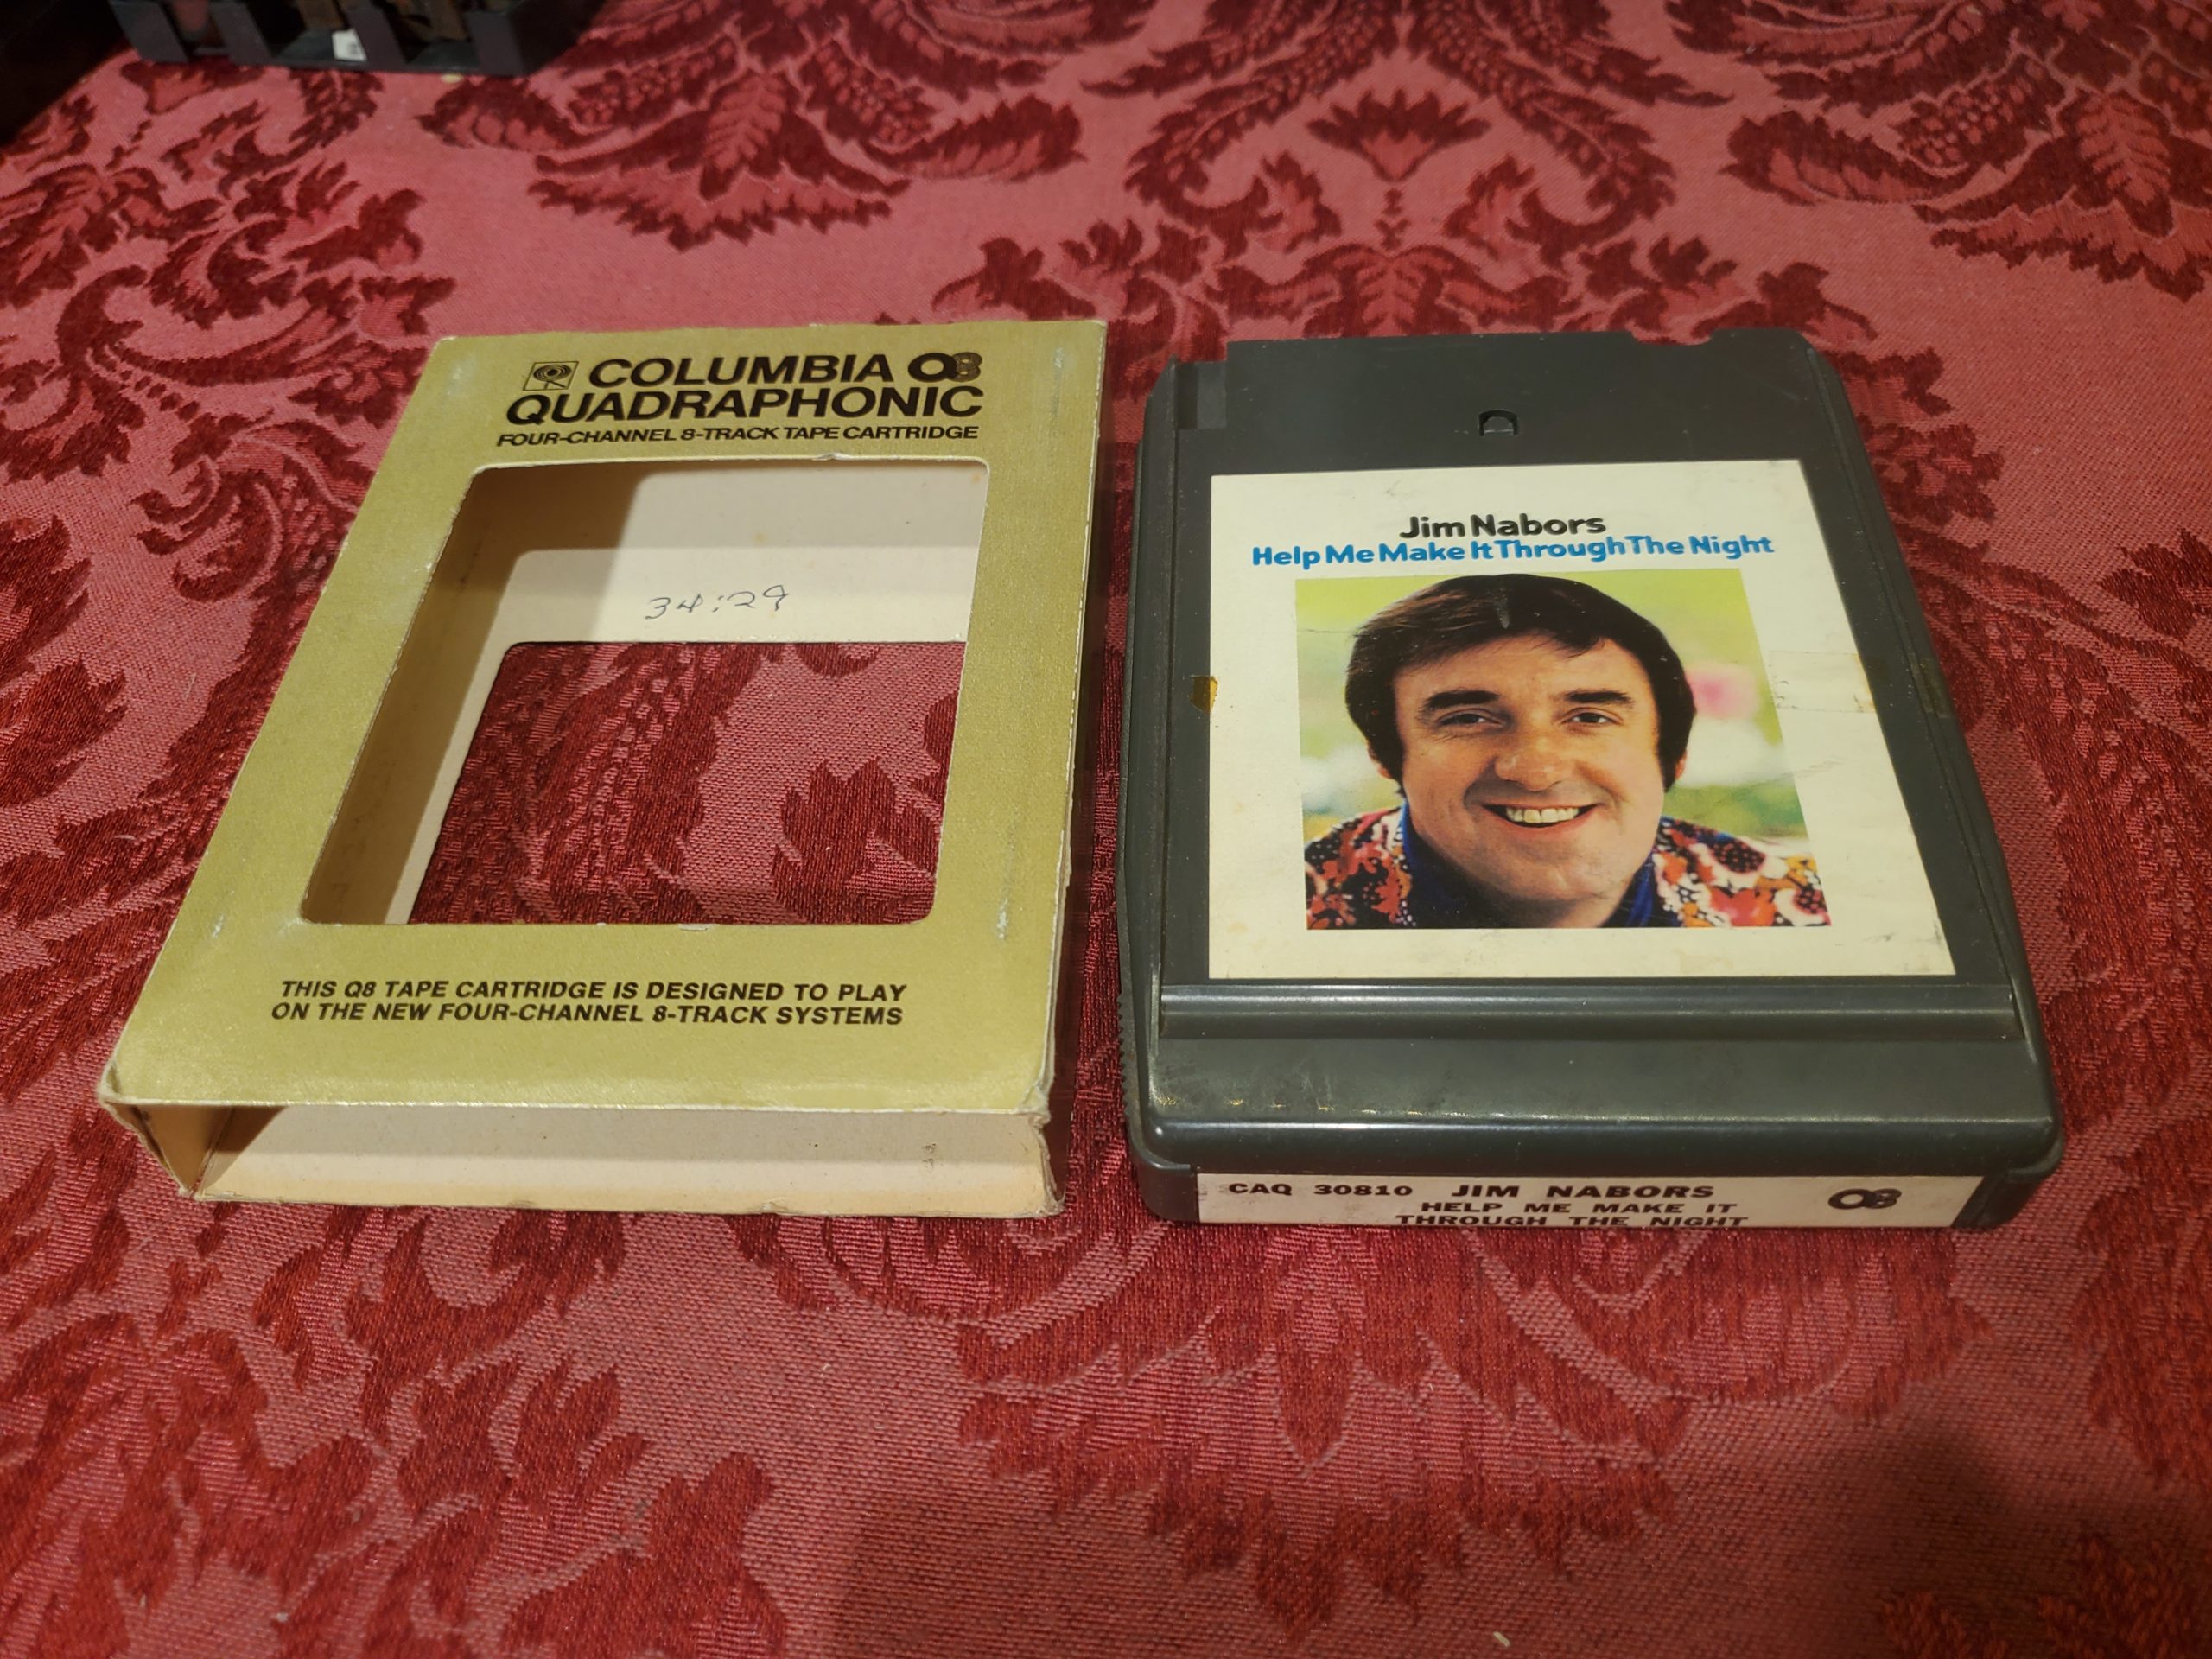 COLUMBIA Q8
QUADRAPHONIC
FOUR-CHANNEL 8-TRACK TAPE CARTRIDGE
34:29
THIS Q8 TAPE CARTRIDGE IS DESIGNED TO PLAY
ON THE NEW FOUR-CHANNEL 8-TRACK SYSTEMS
Jim Nabors
Help Me Make It Through The Night
CAQ 30810 JIM NABORS Q8
HELP ME MAKE IT
THROUGH THE NIGHT